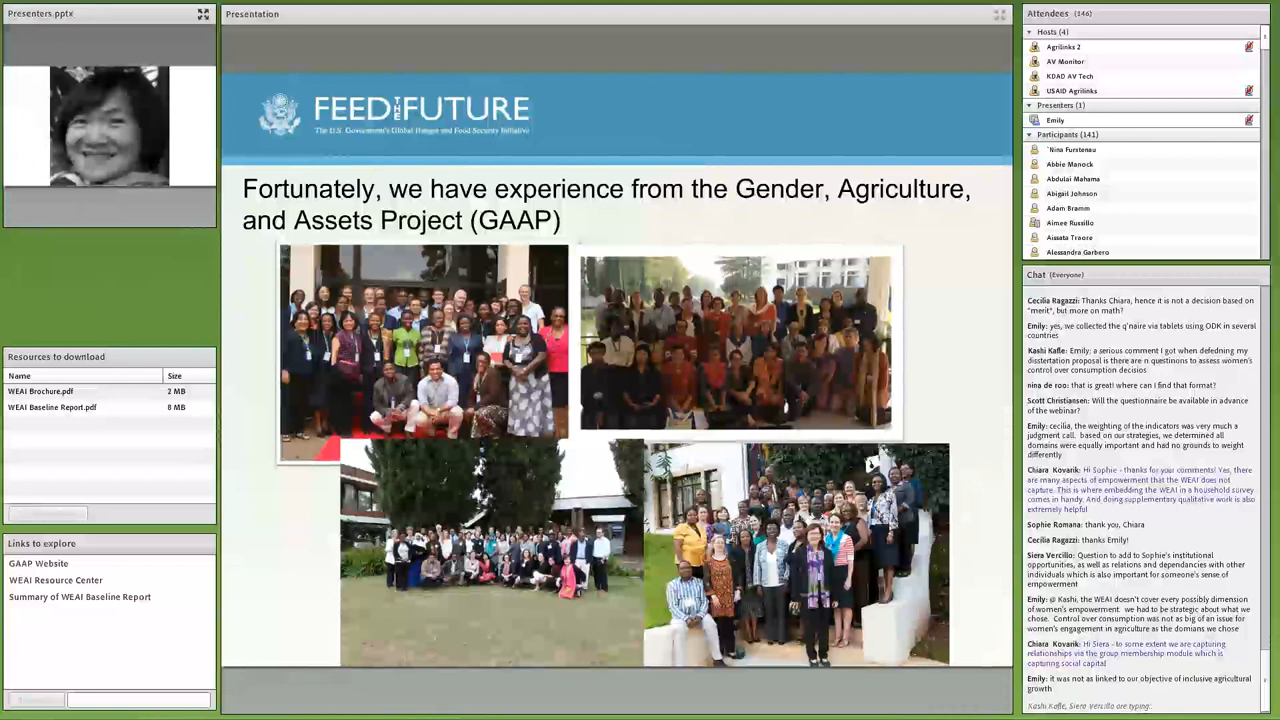 Presenters.pptx
Presentation
FEED THE FUTURE
The U.S. Government's Global Hunger and Food Security Initiative
Fortunately, we have experience from the Gender, Agriculture,
and Assets Project (GAAP)
Resources to download
Name Size
WEAI Brochure.pdf 2 MB
WEAI Baseline Report.pdf 8 MB
Links to explore
GAAP Website
WEAI Resource Center
Summary of WEAI Baseline Report
Attendees (146)
Hosts (4)
Agrilinks 2
AV Monitor
KDAD AV Tech
USAID Agrilinks
Presenters (1)
Emily
Participants (141)
`Nina Furstenau
Abbie Manock
Abdulai Mahama
Abigail Johnson
Adam Bramm
Aimee Russillo
Aissata Traore
Alessandra Garbero
Chat (Everyone)
Cecilia Ragazzi: Thanks Chiara, hence it is not a decision based on
"merit", but more on math?
Emily: yes, we collected the q'naire via tablets using ODK in several
countries
Kashi Kafle: Emily: a serious comment I got when defedning my
disstertation proposal is there are n questinons to assess women's
control over consumption decision
nina de roo: that is great! where can I find that format?
Scott Christiansen: Will the questionnaire be available in advance
of the webinar?
Emily: cecilia, the weighting of the indicators was very much a
judgment call. based on our strategies, we determined all
domains were equally important and had no grounds to weight
differently
Chiara Kovarik: Hi Sophie - thanks for your comments! Yes, there
are many aspects of empowerment that the WEAI does not
capture. This is where embedding the WEAI in a household survey
comes in handy. And doing supplementary qualitative work is also
extremely helpful
Sophie Romana: thank you, Chiara
Cecilia Ragazzi: thanks Emily!
Siera Vercillo: Question to add to Sophie's institutional
opportunities, as well as relations and dependancies with other
individuals which is also important for someone's sense of
empowerment
Emily: @ Kashi, the WEAI doesn't cover every possibly dimension
of women's empowerment. we had to be strategic about what we
chose. Control over consumption was not as big of an issue for
women's engagement in agriculture as the domians we chose
Chiara Kovarik: Hi Siera - to some extent we are capturing
relationships via the group membership module which is
capturing social capital
Emily: it was not as linked to our objective of inclusive agricultural
growth
Kashi Kafle, Siera Vercillo are typing..